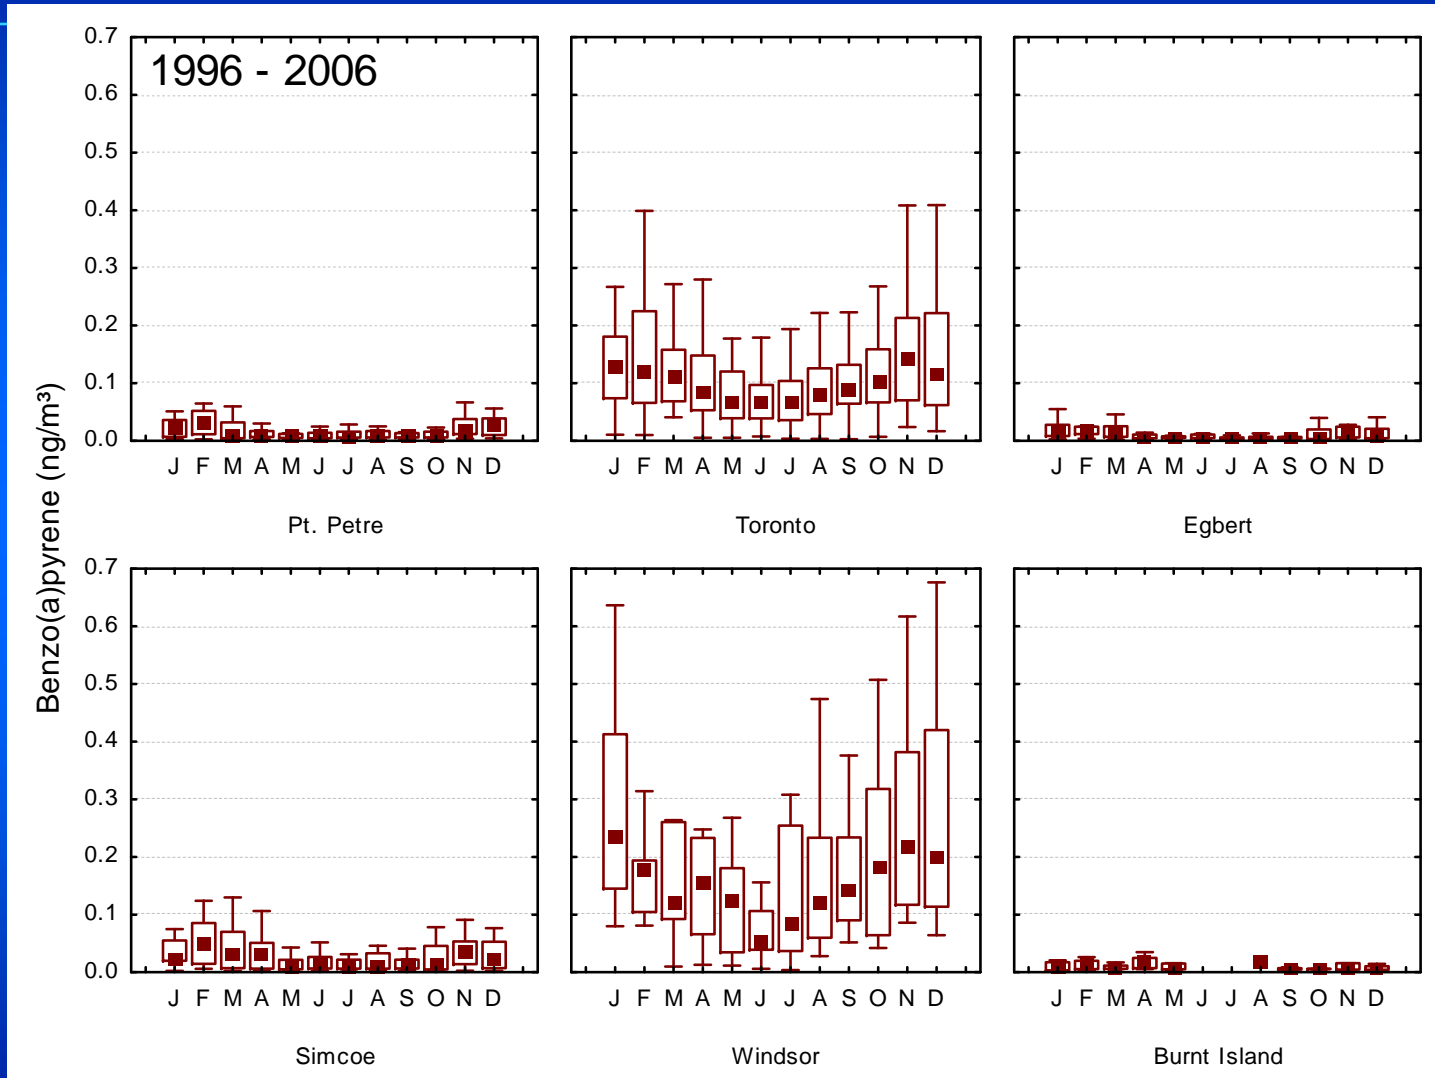 1996 - 2006
Benzo(a)pyrene (ng/m³)
0.7
0.6
0.5
0.4
0.3
0.2
0.1
0.0
J F M A M J J A S O N D
J F M A M J J A S O N D
J F M A M J J A S O N D
Pt. Petre
Toronto
Egbert
0.7
0.6
0.5
0.4
0.3
0.2
0.1
0.0
J F M A M J J A S O N D
J F M A M J J A S O N D
J F M A M J J A S O N D
Simcoe
Windsor
Burnt Island